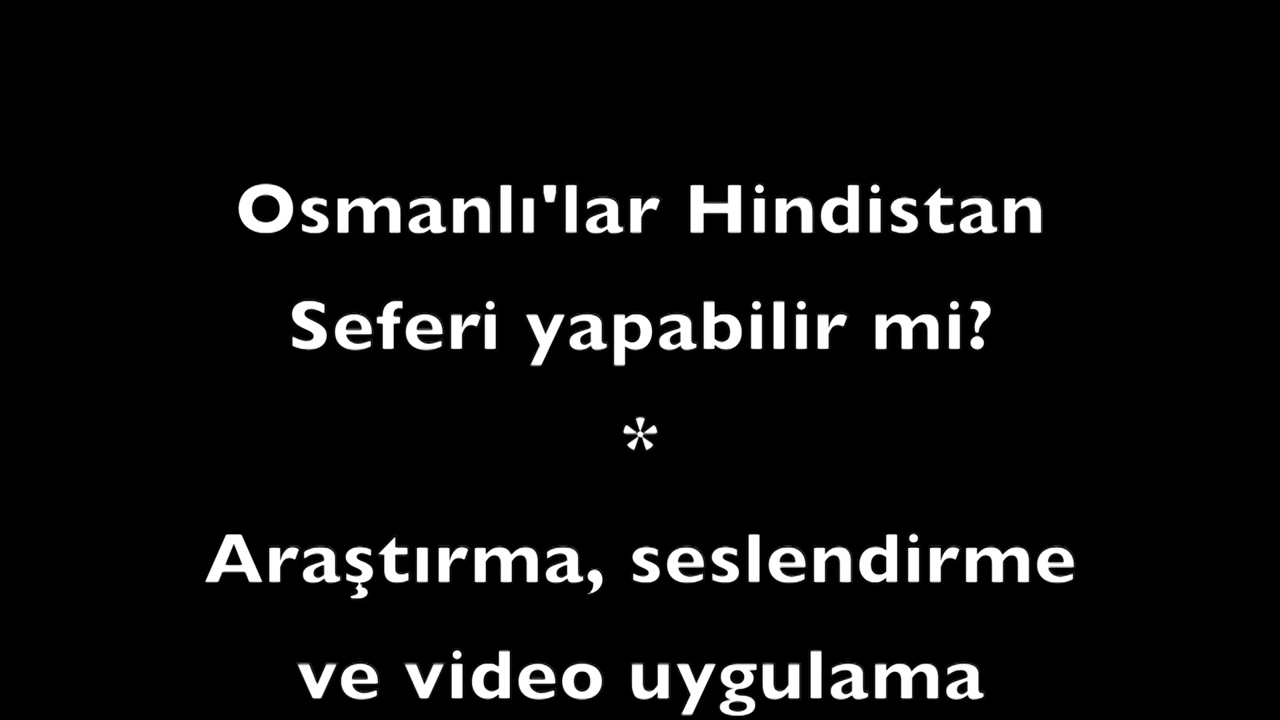 Osmanlı'lar Hindistan
Seferi yapabilir mi?
*
Araştırma, seslendirme
ve video uygulama